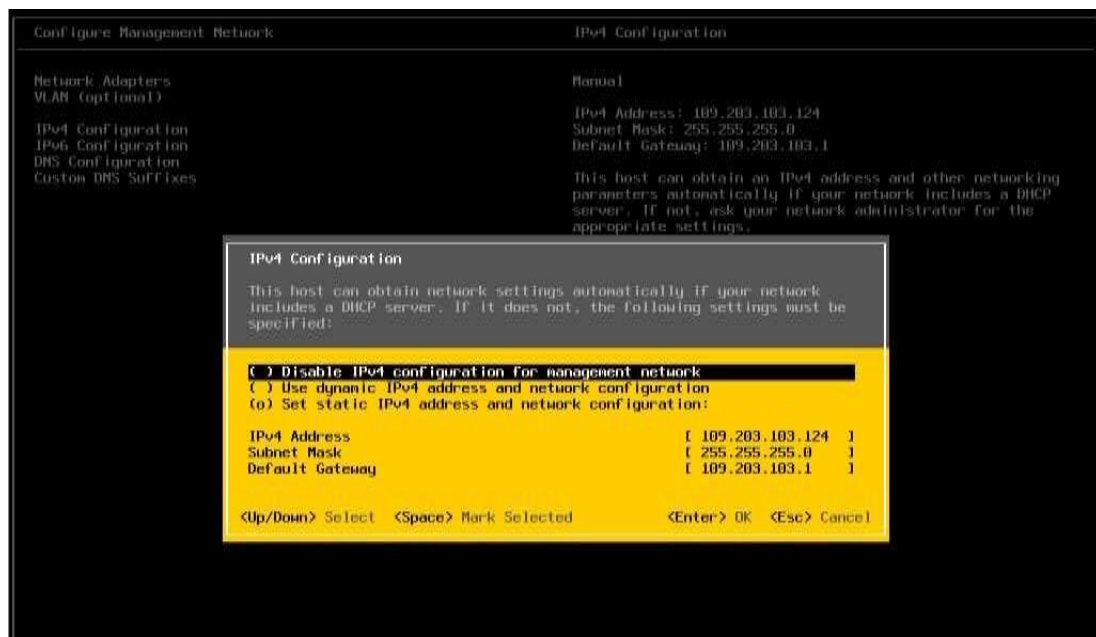 Configure Management Network
IPv4 Configuration
Network Adapters
VLAN (optional)
IPv4 Configuration
IPv6 Configuration
DNS Configuration
Custom DNS Suffixes
Manual
IPv4 Address: 109.203.103.124
Subnet Mask: 255.255.255.0
Default Gateway: 109.203.103.1
This host can obtain an IPv4 address and other networking
parameters automatically if your network includes a DHCP
server. If not, ask your network administrator for the
appropriate settings.
IPv4 Configuration
This host can obtain network settings automatically if your network
includes a DHCP server. If it does not, the following settings must be
specified:
( ) Disable IPv4 configuration for management network
( ) Use dynamic IPv4 address and network configuration
(o) Set static IPv4 address and network configuration:
IPv4 Address [ 109.203.103.124 ]
Subnet Mask [ 255.255.255.0 ]
Default Gateway [ 109.203.103.1 ]
<Up/Down> Select <Space> Mark Selected <Enter> OK <Esc> Cancel